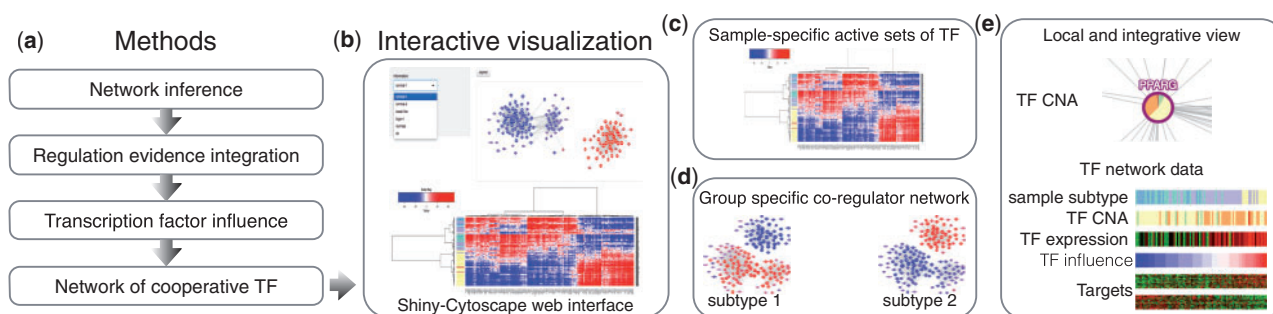 (a) Methods
Network inference
Regulation evidence integration
Transcription factor influence
Network of cooperative TF
(b) Interactive visualization
Shiny-Cytoscape web interface
(c)
Sample-specific active sets of TF
(d)
Group specific co-regulator network
subtype 1 subtype 2
(e)
Local and integrative view
TF CNA
PPARG
TF network data
sample subtype
TF CNA
TF expression
TF influence
Targets